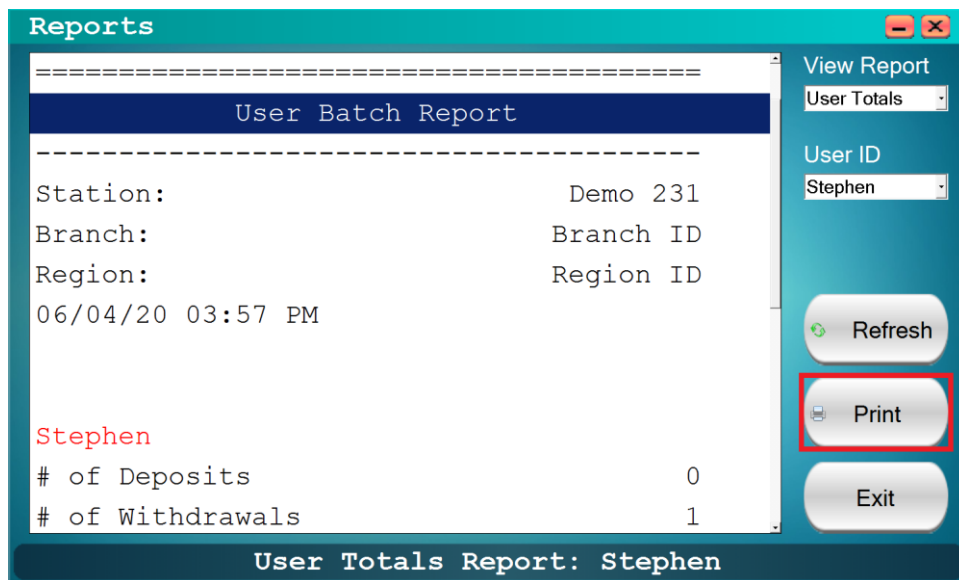 Reports
========================================
User Batch Report
----------------------------------------
Station: Demo 231
Branch: Branch ID
Region: Region ID
06/04/20 03:57 PM
Stephen
# of Deposits 0
# of Withdrawals 1
View Report
User Totals
User ID
Stephen
Refresh
Print
Exit
User Totals Report: Stephen